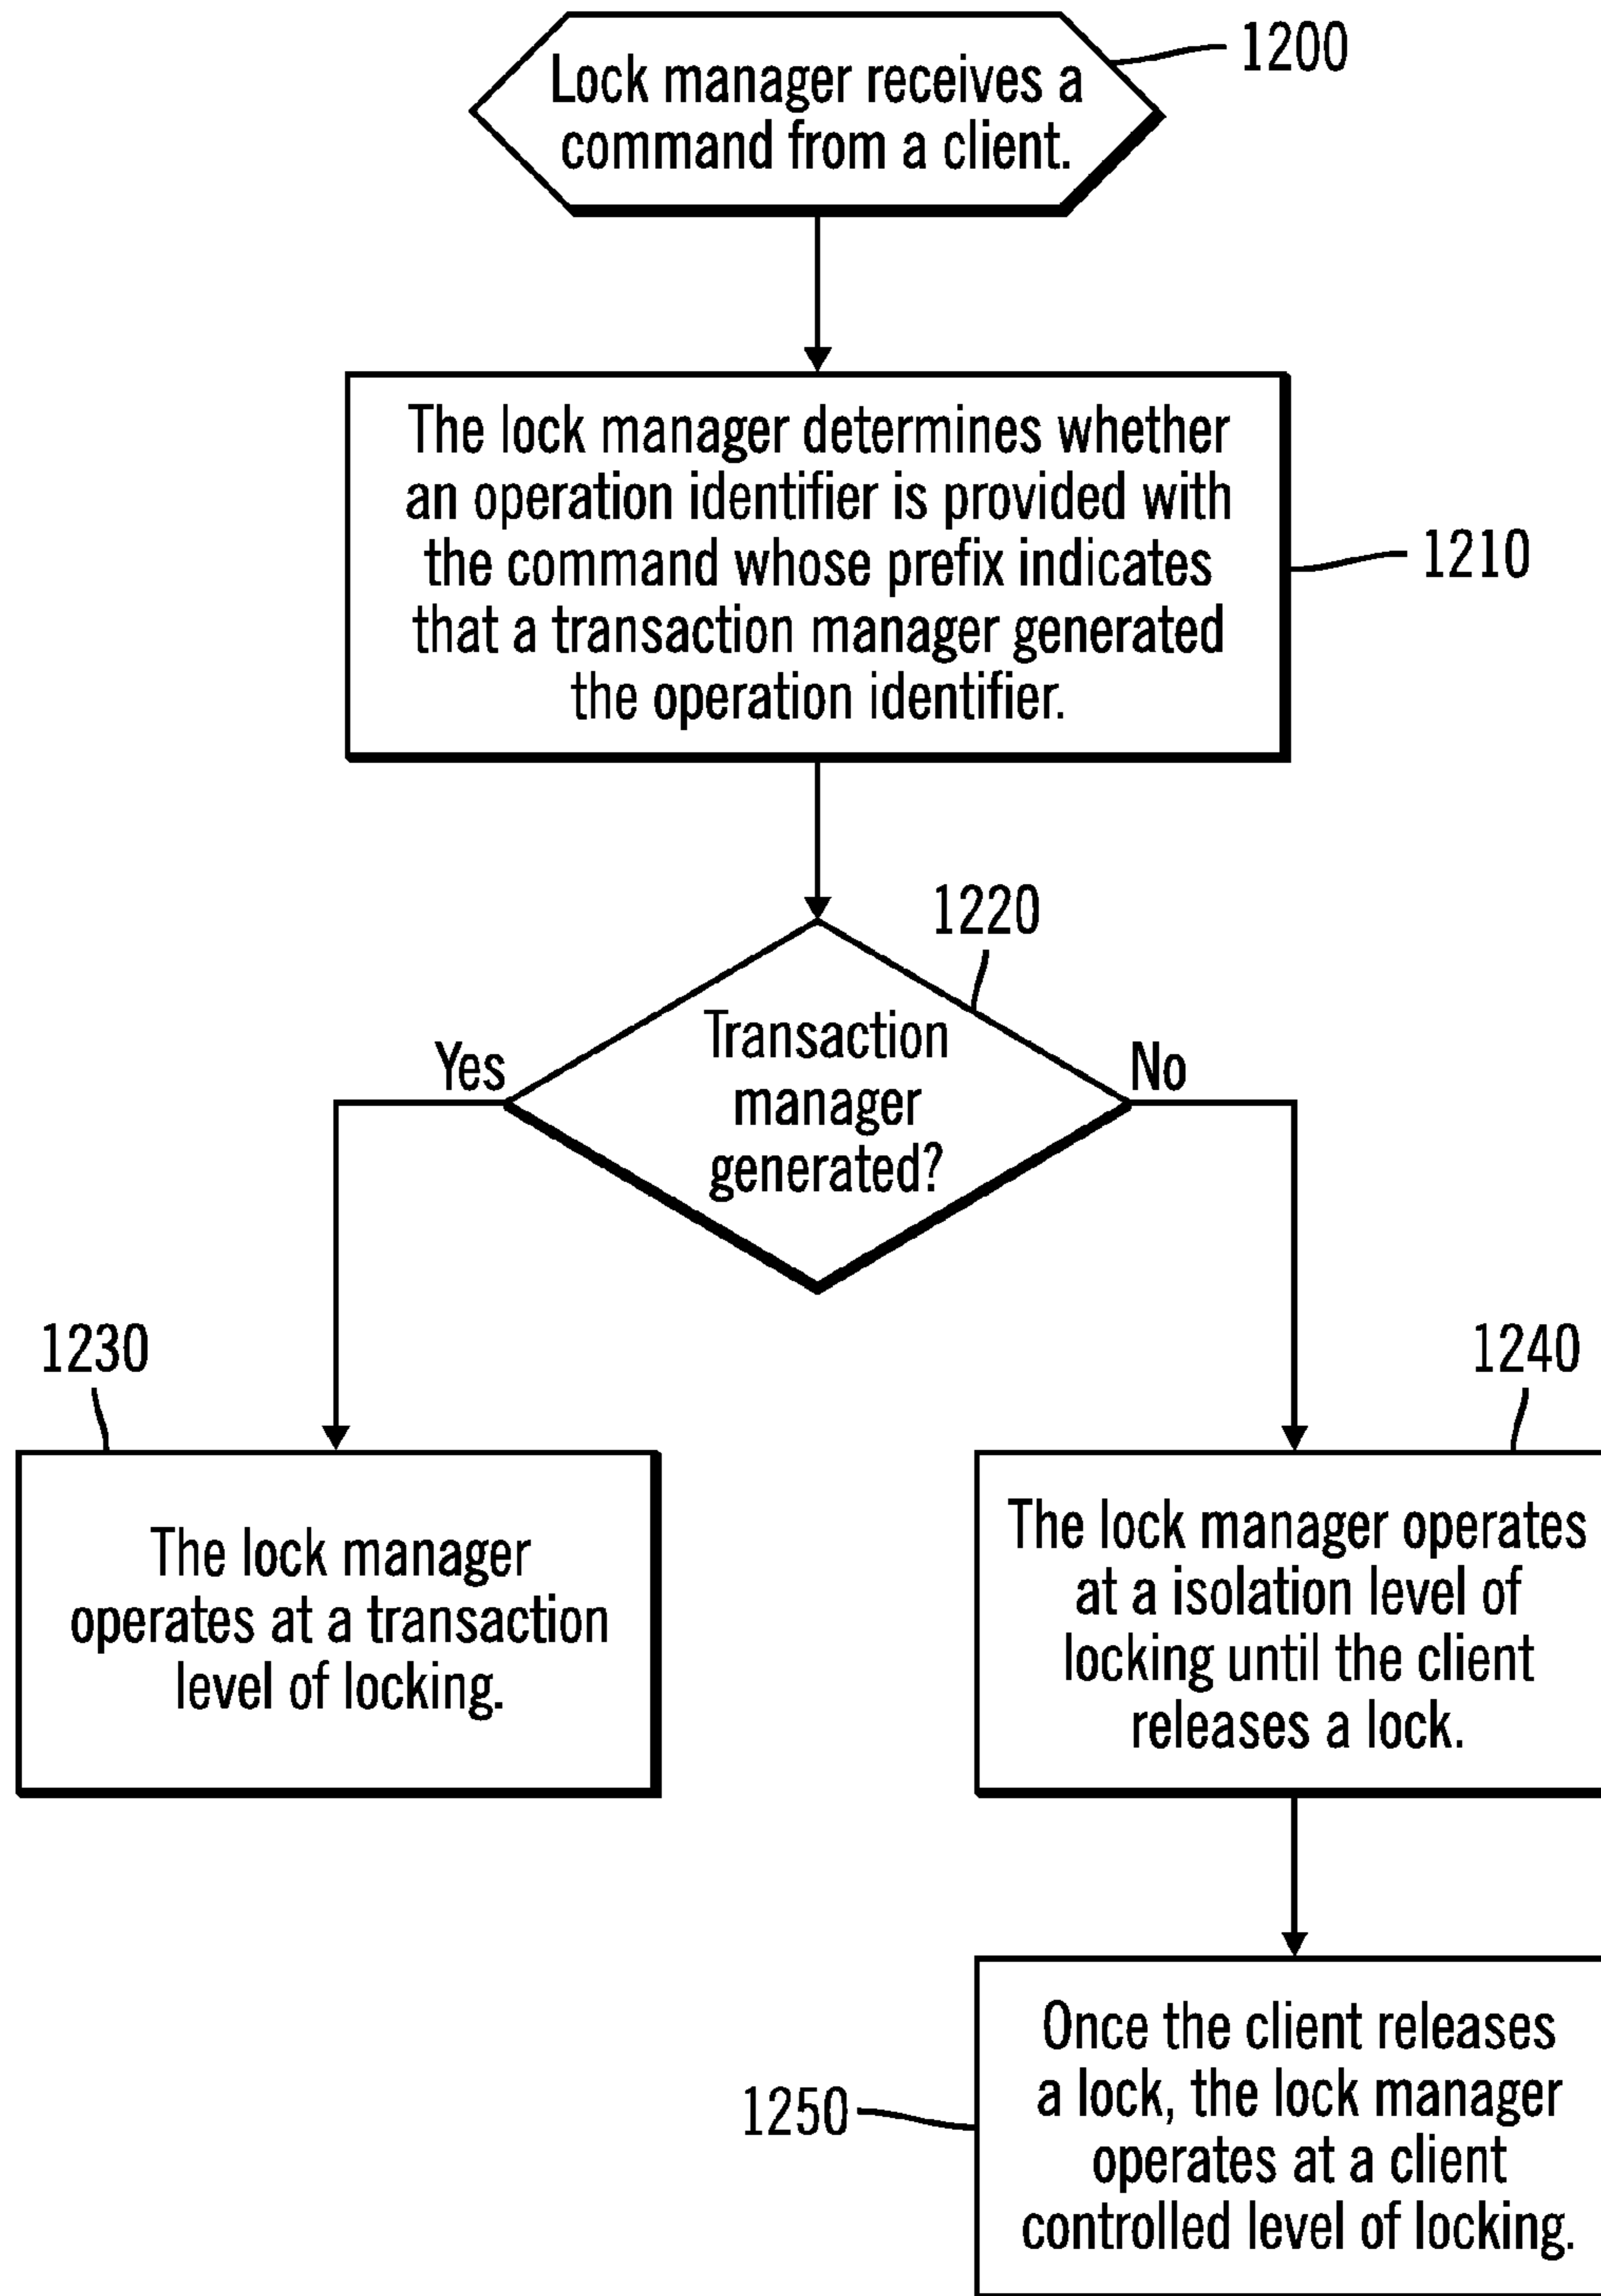 Lock manager receives a
command from a client.
1200
The lock manager determines whether
an operation identifier is provided with
the command whose prefix indicates
that a transaction manager generated
the operation identifier.
1210
1220
Transaction
manager
generated?
Yes
No
1230
1240
The lock manager
operates at a transaction
level of locking.
The lock manager operates
at a isolation level of
locking until the client
releases a lock.
Once the client releases
a lock, the lock manager
operates at a client
controlled level of locking.
1250